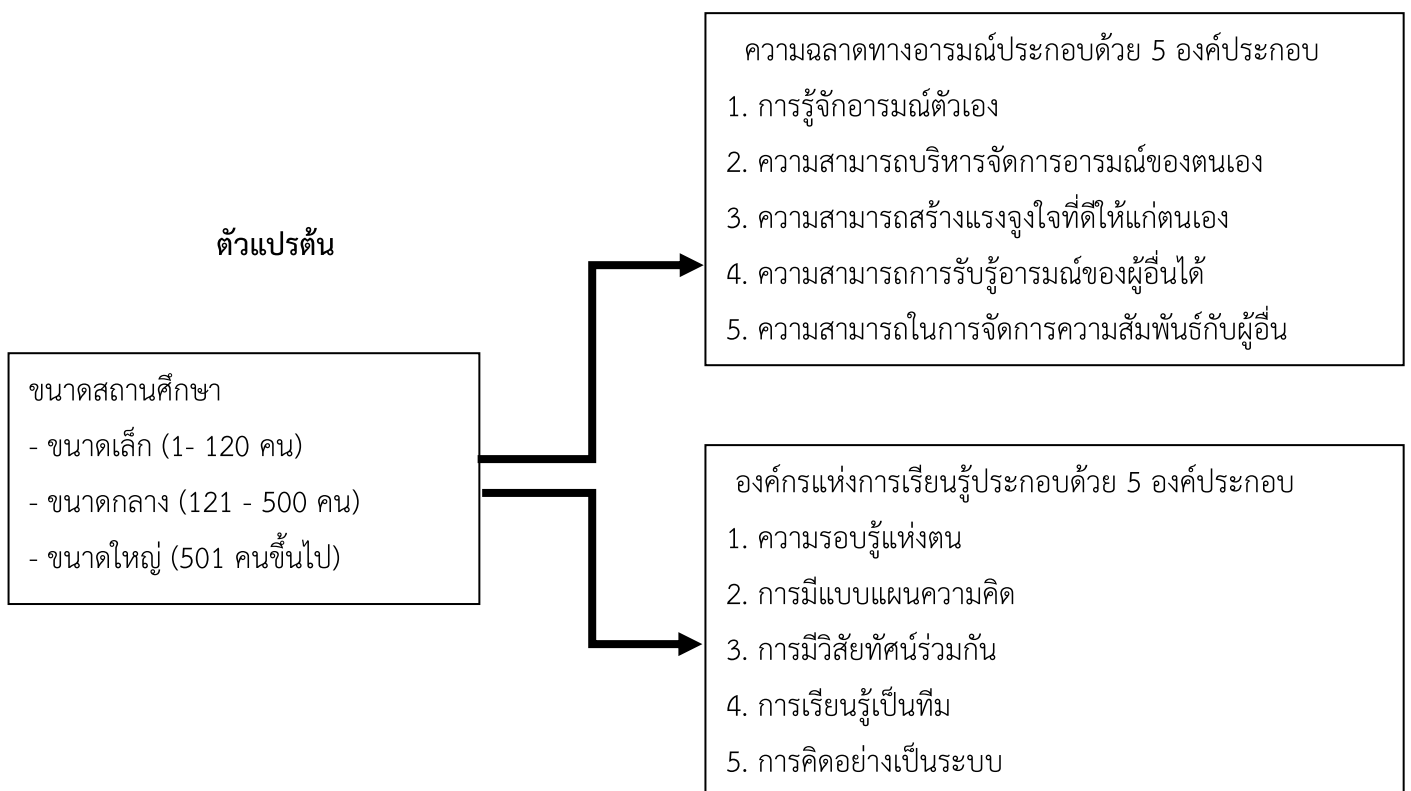 ตัวแปรต้น
ขนาดสถานศึกษา
- ขนาดเล็ก (1- 120 คน)
- ขนาดกลาง (121 - 500 คน)
- ขนาดใหญ่ (501 คนขึ้นไป)
ความฉลาดทางอารมณ์ประกอบด้วย 5 องค์ประกอบ
1. การรู้จักอารมณ์ตัวเอง
2. ความสามารถบริหารจัดการอารมณ์ของตนเอง
3. ความสามารถสร้างแรงจูงใจที่ดีให้แก่ตนเอง
4. ความสามารถการรับรู้อารมณ์ของผู้อื่นได้
5. ความสามารถในการจัดการความสัมพันธ์กับผู้อื่น
องค์กรแห่งการเรียนรู้ประกอบด้วย 5 องค์ประกอบ
1. ความรอบรู้แห่งตน
2. การมีแบบแผนความคิด
3. การมีวิสัยทัศน์ร่วมกัน
4. การเรียนรู้เป็นทีม
5. การคิดอย่างเป็นระบบ